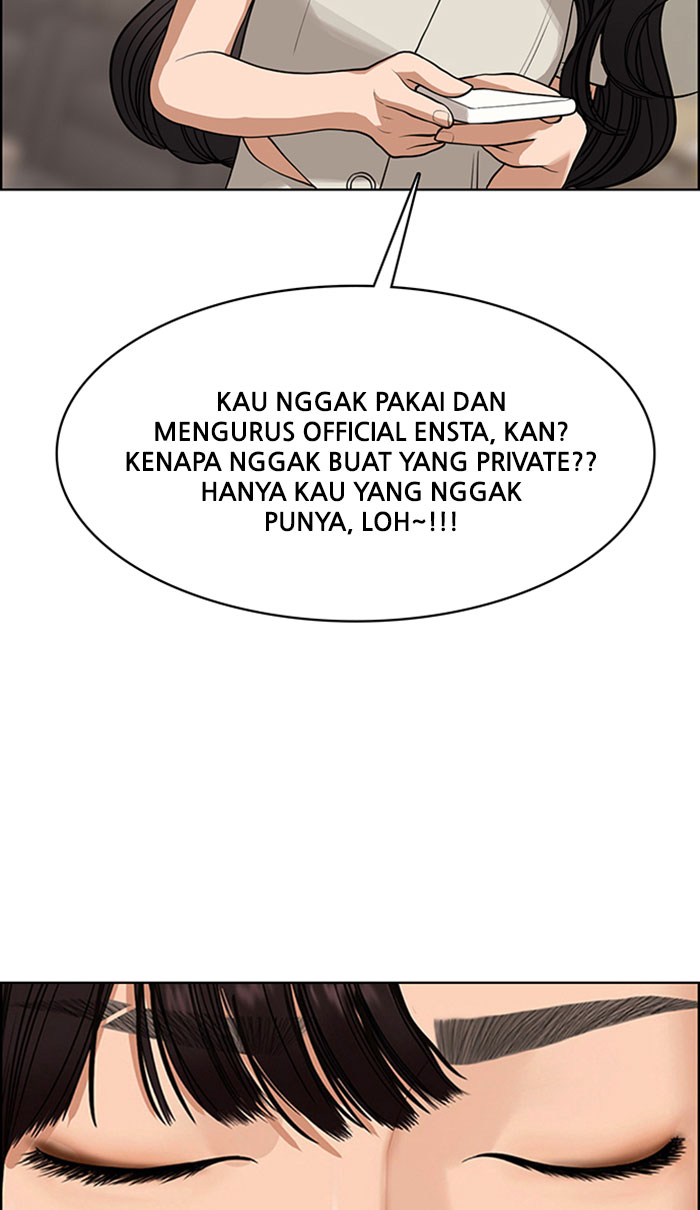 KAU NGGAK PAKAI DAN
MENGURUS OFFICIAL ENSTA, KAN?
KENAPA NGGAK BUAT YANG PRIVATE??
HANYA KAU YANG NGGAK
PUNYA, LOH~!!!